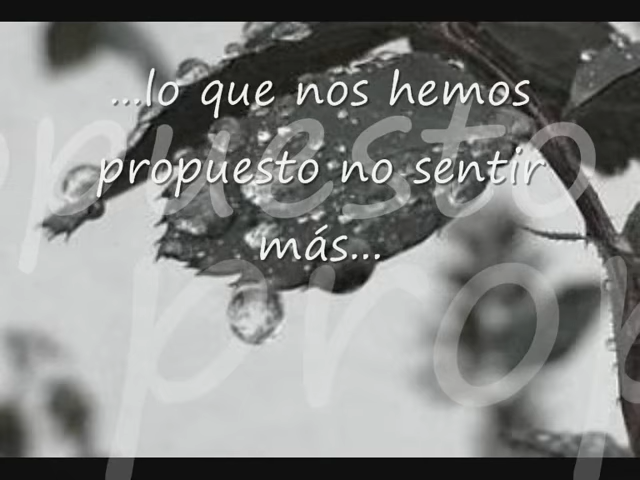 ...lo que nos hemos
propuesto no sentir
más...